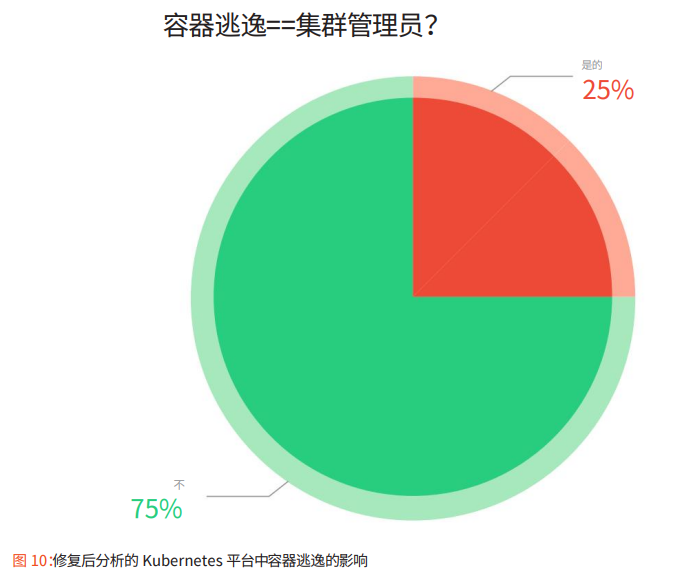 容器逃逸==集群管理员?
是的
25%
不
75%
图 10:修复后分析的 Kubernetes 平台中容器逃逸的影响